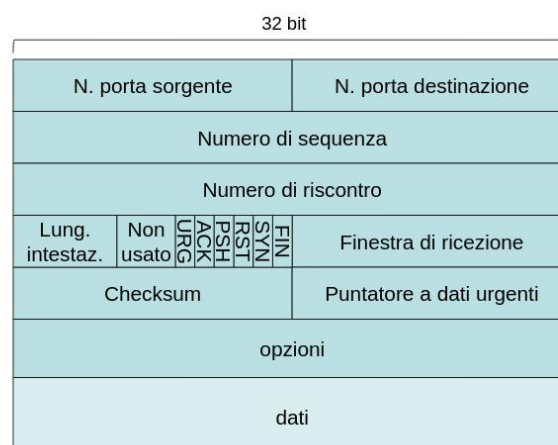 32 bit
N. porta sorgente
N. porta destinazione
Numero di sequenza
Numero di riscontro
Lung.
intestaz.
Non
usato
URG
ACK
PSH
RST
SYN
FIN
Finestra di ricezione
Checksum
Puntatore a dati urgenti
opzioni
dati